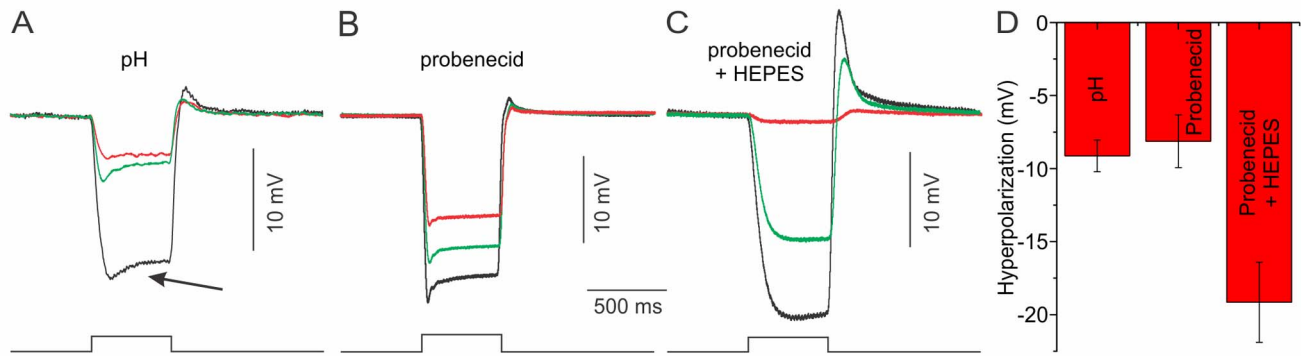 A
pH
10 mV
B
probenecid
10 mV
500 ms
C
probenecid
+ HEPES
10 mV
D
Hyperpolarization (mV)
0
-5
-10
-15
-20
pH
Probenecid
Probenecid
+ HEPES